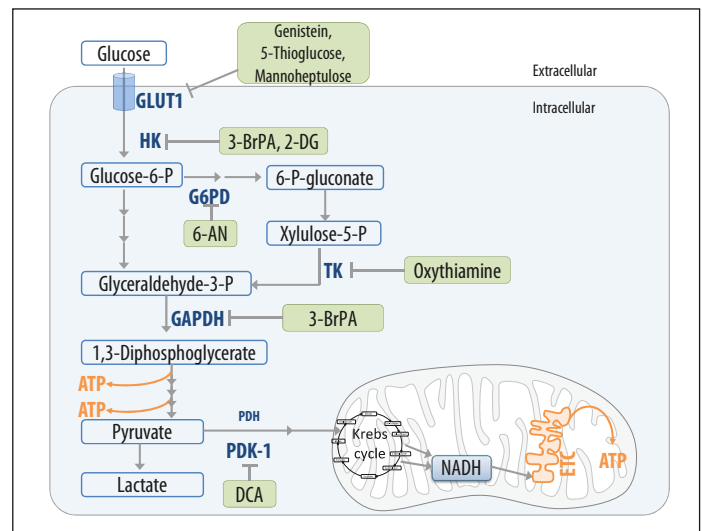 Genistein,
5-Thioglucose,
Mannoheptulose
Glucose
Extracellular
GLUT1
Intracellular
HK
3-BrPA, 2-DG
Glucose-6-P
6-P-gluconate
G6PD
6-AN
Xylulose-5-P
TK
Oxythiamine
Glyceraldehyde-3-P
GAPDH
3-BrPA
1,3-Diphosphoglycerate
ATP
ATP
PDH
Pyruvate
Krebs
cycle
PDK-1
NADH
ETC
ATP
Lactate
DCA